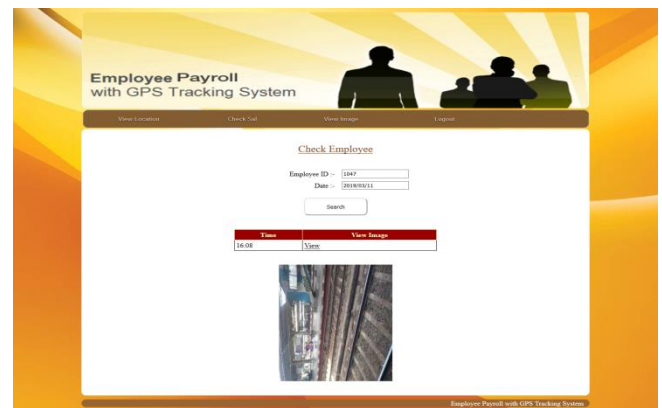 Employee Payroll
with GPS Tracking System
View Location Check Sal View Image Logout
Check Employee
Employee ID :- 1047
Date :- 2019/03/11
Search
Time View Image
16:08 View
Employee Payroll with GPS Tracking System